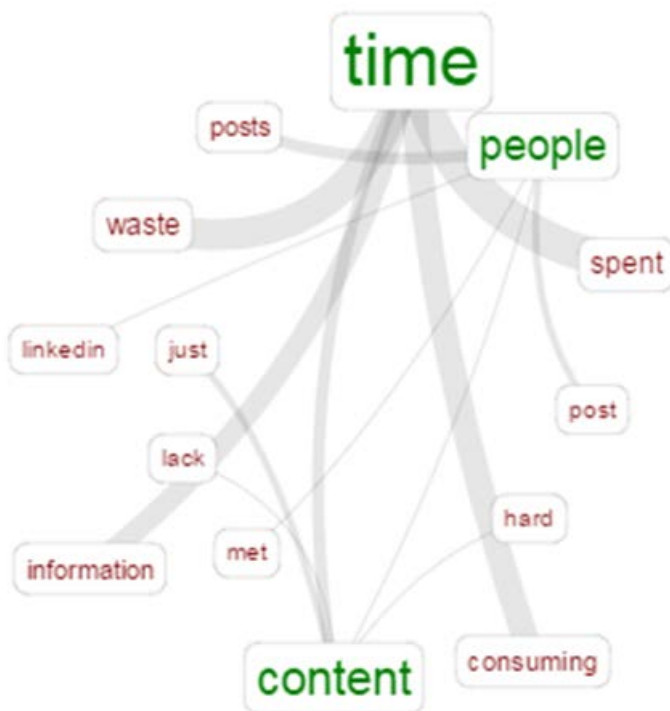 time
posts
people
waste
spent
linkedin
just
post
lack
hard
met
information
consuming
content